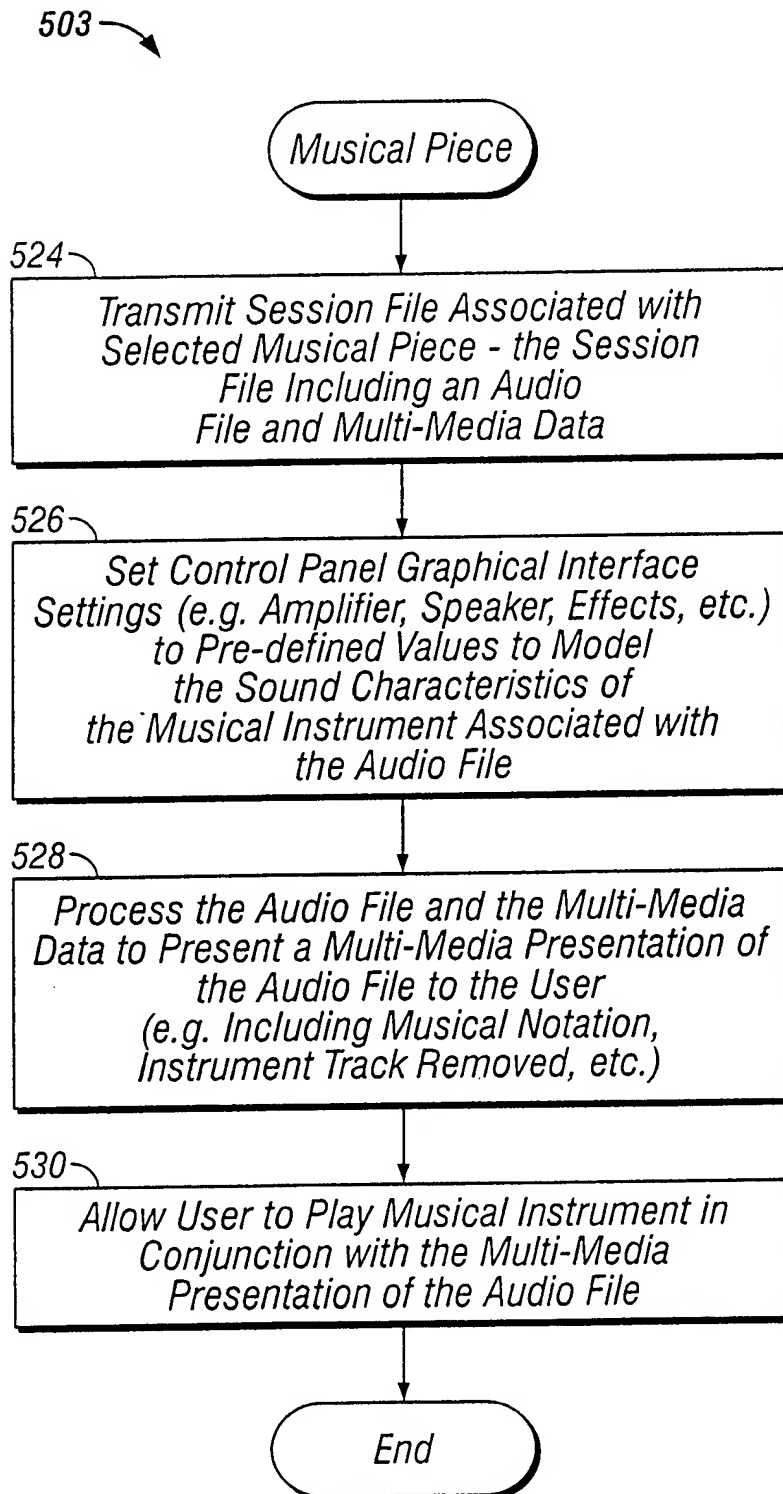 503
Musical Piece
524
Transmit Session File Associated with
Selected Musical Piece - the Session
File Including an Audio
File and Multi-Media Data
526
Set Control Panel Graphical Interface
Settings (e.g. Amplifier, Speaker, Effects, etc.)
to Pre-defined Values to Model
the Sound Characteristics of
the Musical Instrument Associated with
the Audio File
528
Process the Audio File and the Multi-Media
Data to Present a Multi-Media Presentation of
the Audio File to the User
(e.g. Including Musical Notation,
Instrument Track Removed, etc.)
530
Allow User to Play Musical Instrument in
Conjunction with the Multi-Media
Presentation of the Audio File
End